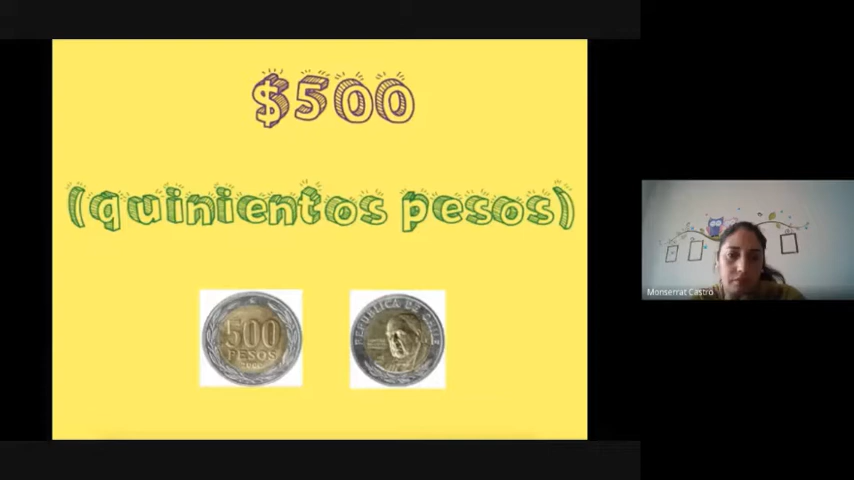 $500
(quinientos pesos)
500
PESOS
REPUBLICA DE CHILE
Monserrat Castro